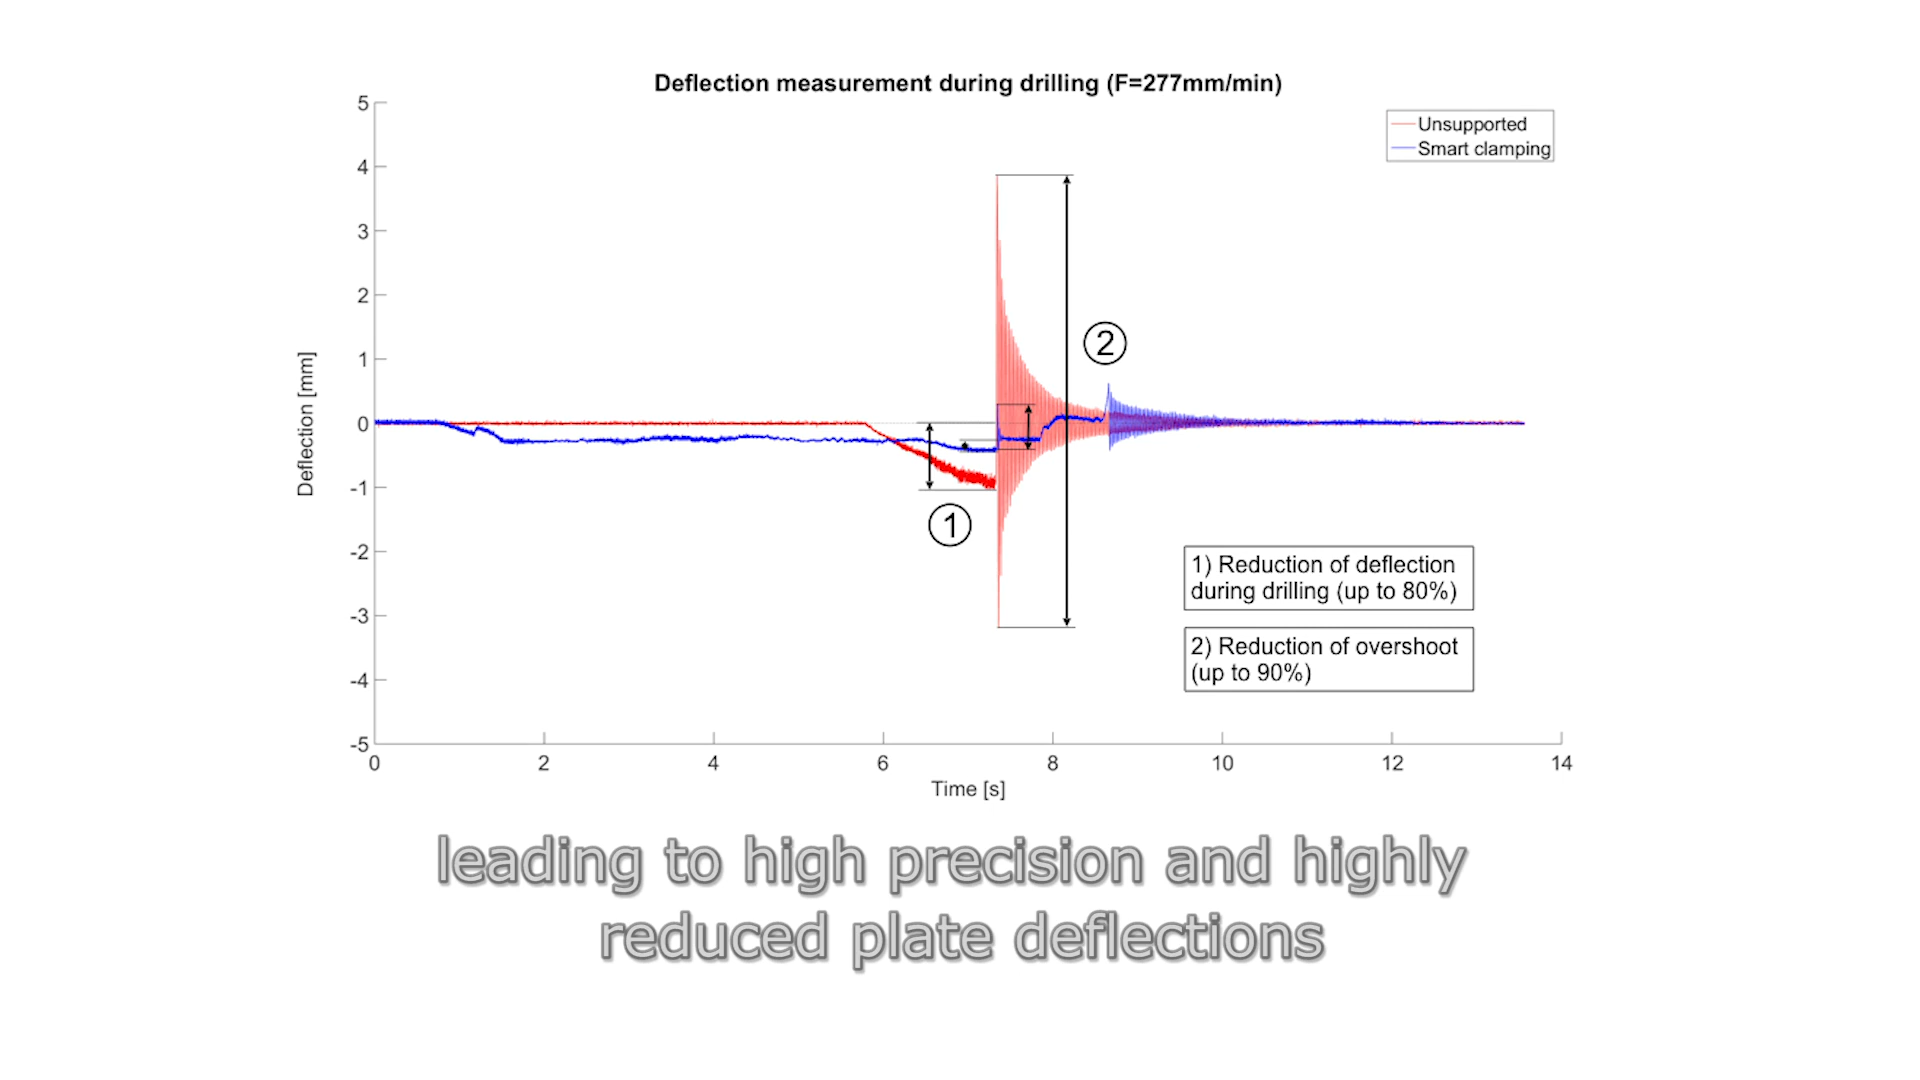 Deflection measurement during drilling (F=277mm/min)
Unsupported
Smart clamping
5
4
3
2
1
0
-1
-2
-3
-4
-5
Deflection [mm]
2
1
1) Reduction of deflection
during drilling (up to 80%)
2) Reduction of overshoot
(up to 90%)
0 2 4 6 8 10 12 14
Time [s]
leading to high precision and highly
reduced plate deflections